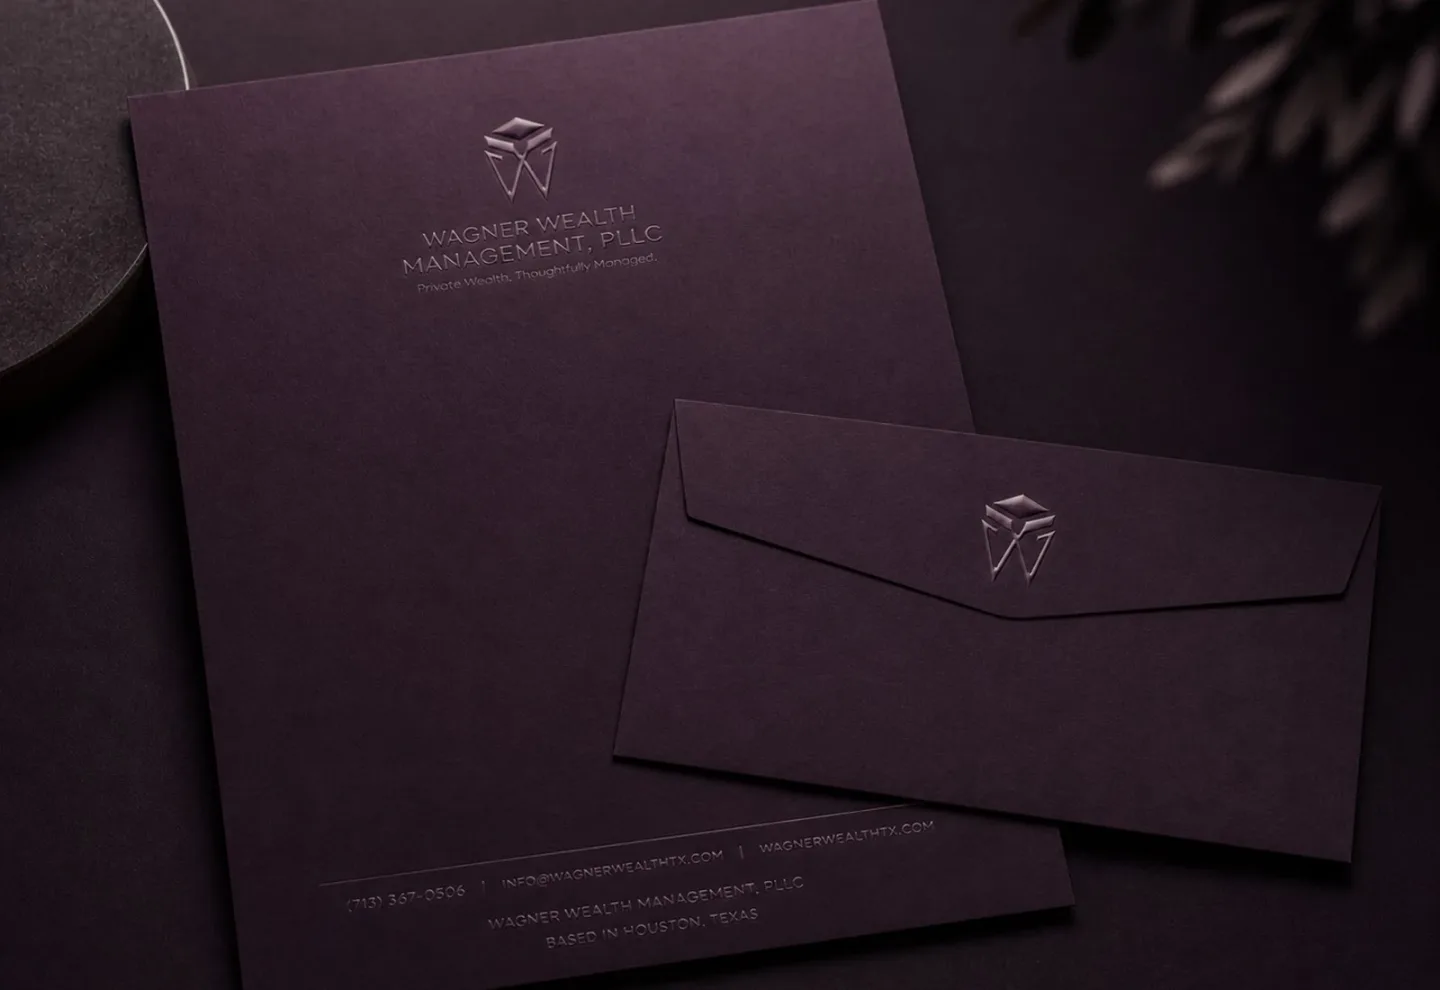 WAGNER WEALTH
MANAGEMENT, PLLC
Private Wealth. Thoughtfully Managed.
(713) 367-0506 | INFO@WAGNERWEALTHTX.COM | WAGNERWEALTHTX.COM
WAGNER WEALTH MANAGEMENT, PLLC
BASED IN HOUSTON, TEXAS